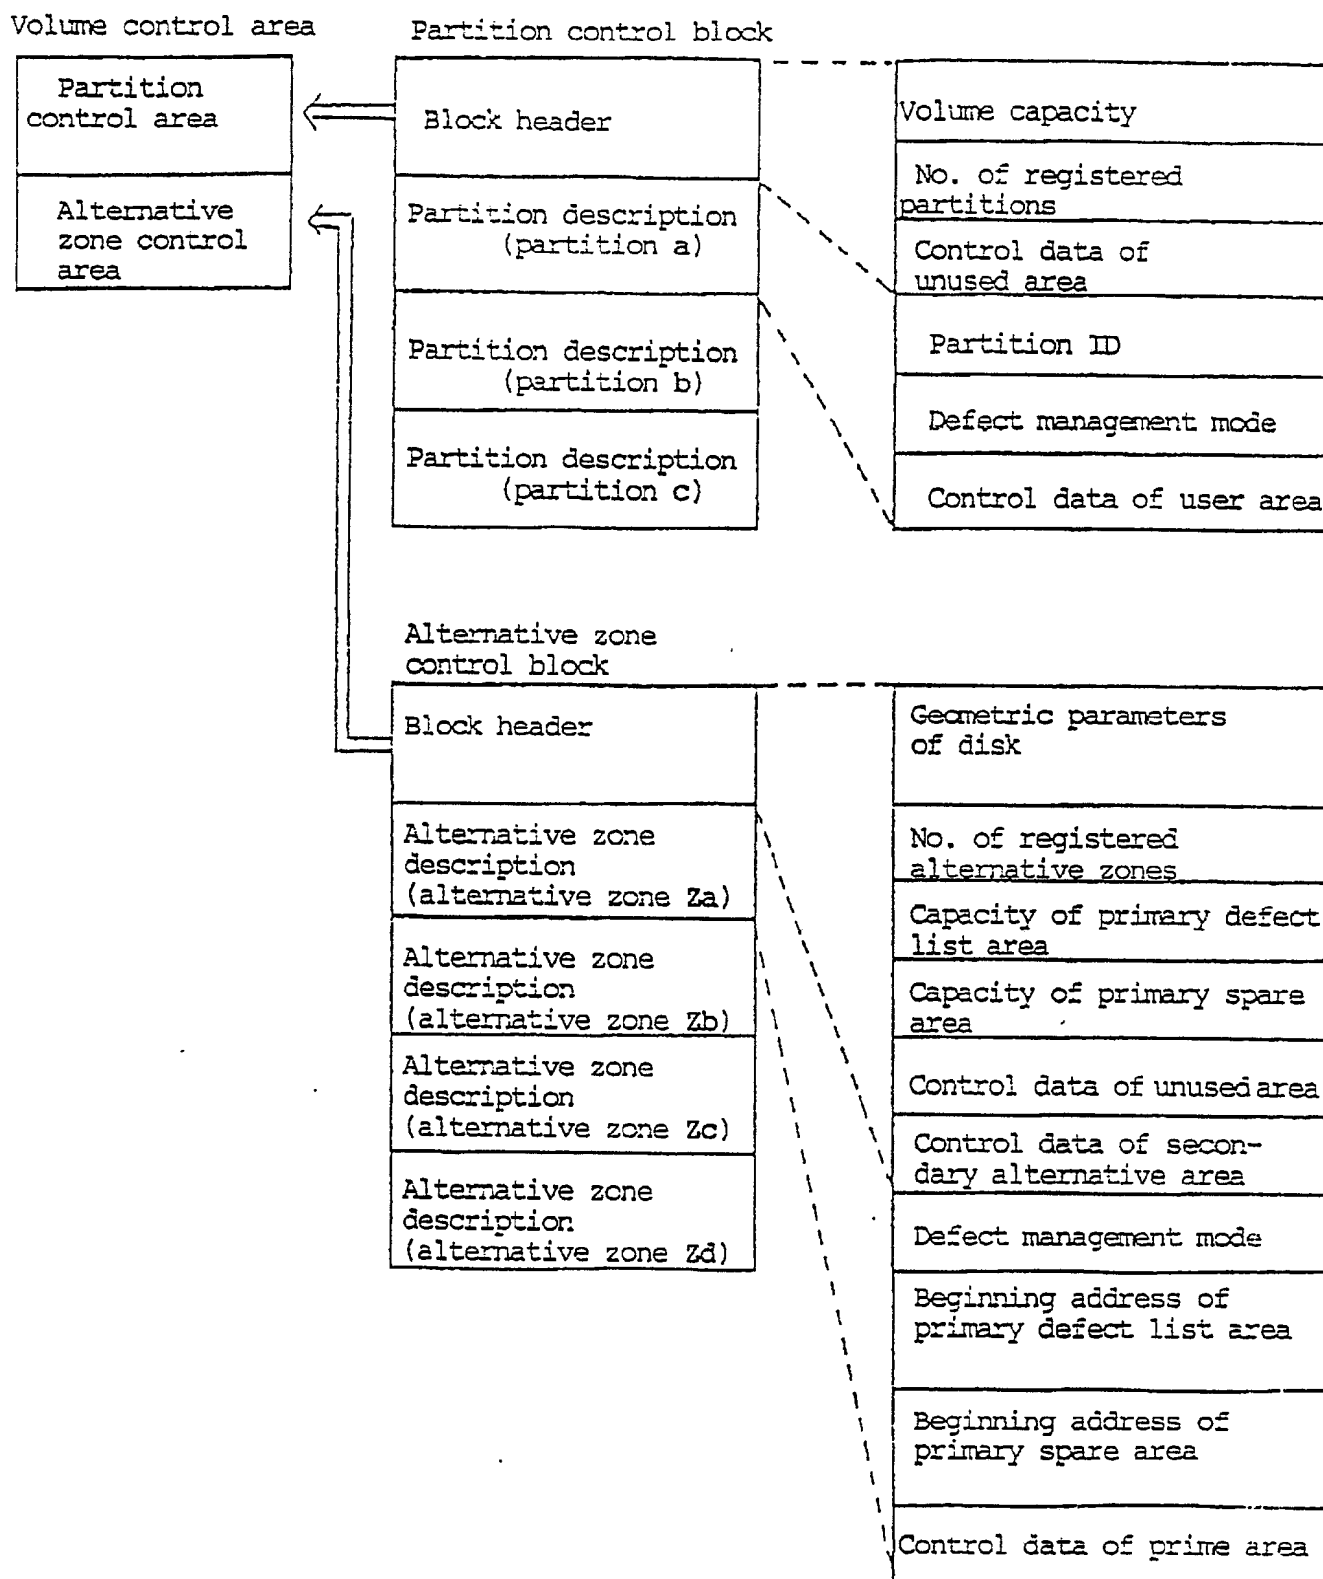 Volume control area
Partition
control area
Alternative
zone control
area
Partition control block
Block header
Partition description
(partition a)
Partition description
(partition b)
Partition description
(partition c)
Volume capacity
No. of registered
partitions
Control data of
unused area
Partition ID
Defect management mode
Control data of user area
Alternative zone
control block
Block header
Alternative zone
description
(alternative zone Za)
Alternative zone
description
(alternative zone Zb)
Alternative zone
description
(alternative zone Zc)
Alternative zone
description
(alternative zone Zd)
Geometric parameters
of disk
No. of registered
alternative zones
Capacity of primary defect
list area
Capacity of primary spare
area
Control data of unused area
Control data of secon-
dary alternative area
Defect management mode
Beginning address of
primary defect list area
Beginning address of
primary spare area
Control data of prime area